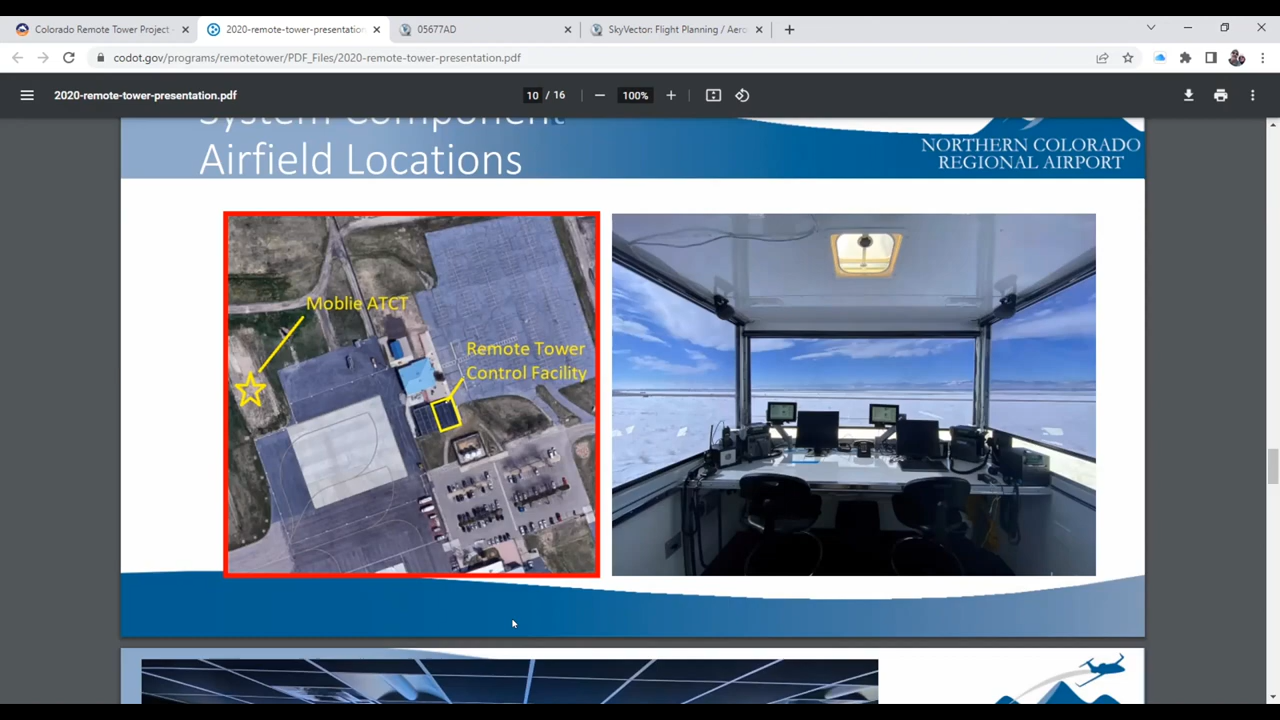 Colorado Remote Tower Project -
2020-remote-tower-presentation
05677AD
SkyVector: Flight Planning / Aero
codot.gov/programs/remotetower/PDF_Files/2020-remote-tower-presentation.pdf
2020-remote-tower-presentation.pdf
10 / 16
100%
System Component
Airfield Locations
NORTHERN COLORADO
REGIONAL AIRPORT
Moblie ATCT
Remote Tower
Control Facility